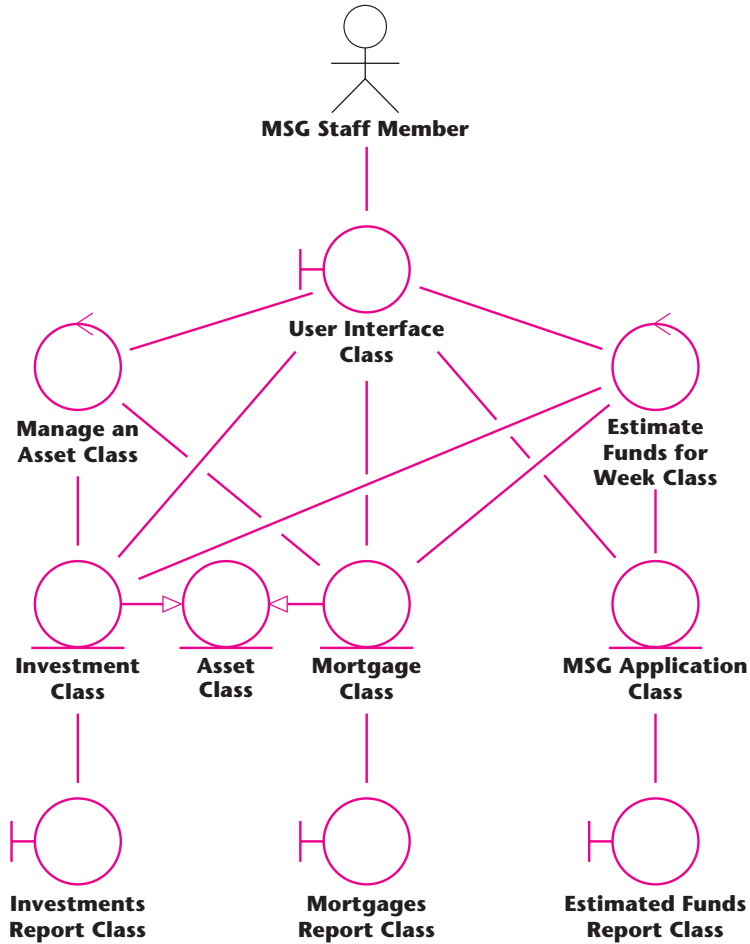 MSG Staff Member
User Interface
Class
Manage an
Asset Class
Estimate
Funds for
Week Class
Investment
Class
Asset
Class
Mortgage
Class
MSG Application
Class
Investments
Report Class
Mortgages
Report Class
Estimated Funds
Report Class